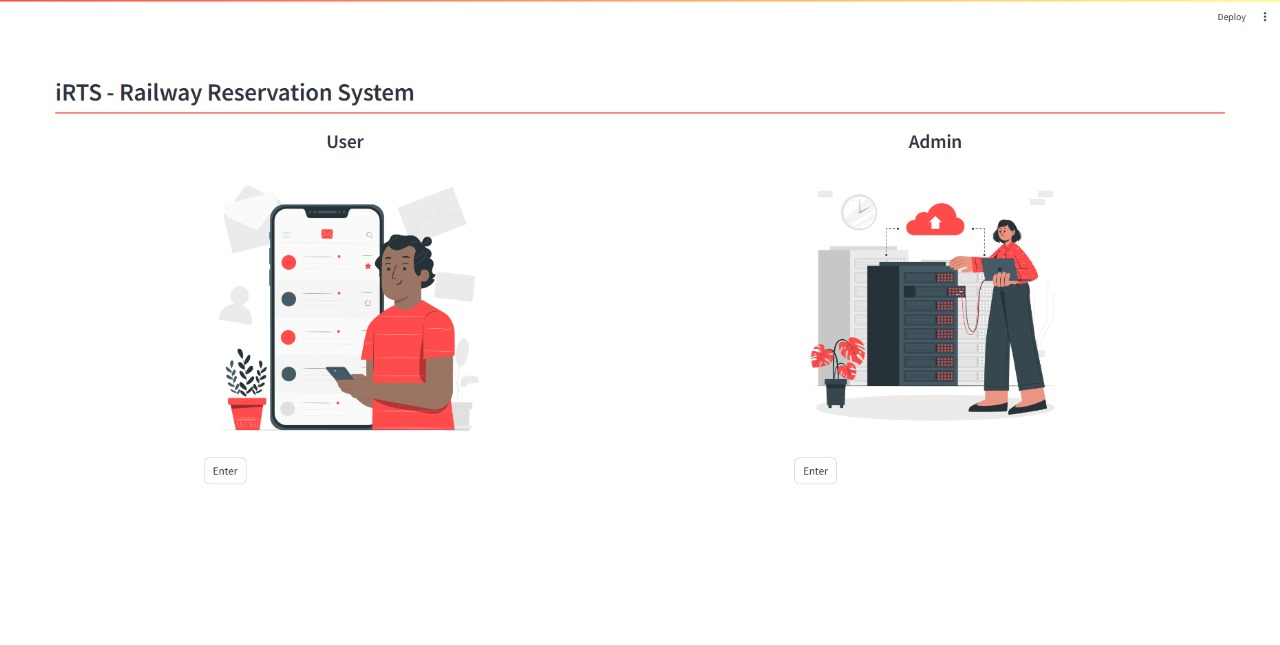 Deploy
iRTS - Railway Reservation System
User
Admin
Enter
Enter